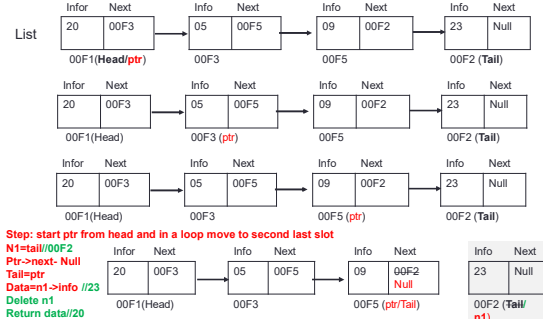 Infor Next Info Next Info Next Info Next
List 20 00F3 05 00F5 09 00F2 23 Null
00F1(Head/ptr) 00F3 00F5 00F2 (Tail)
Infor Next Info Next Info Next Info Next
20 00F3 05 00F5 09 00F2 23 Null
00F1(Head) 00F3 (ptr) 00F5 00F2 (Tail)
Infor Next Info Next Info Next Info Next
20 00F3 05 00F5 09 00F2 23 Null
00F1(Head) 00F3 00F5 (ptr) 00F2 (Tail)
Step: start ptr from head and in a loop move to second last slot
N1=tail//00F2
Ptr->next- Null
Tail=ptr
Data=n1->info //23
Delete n1
Return data//20
Info Next Info Next Info Next Info Next
20 00F3 05 00F5 09 00F2 23 Null
Null
00F1(Head) 00F3 00F5 (ptr/Tail) 00F2 (Tail/
n1)